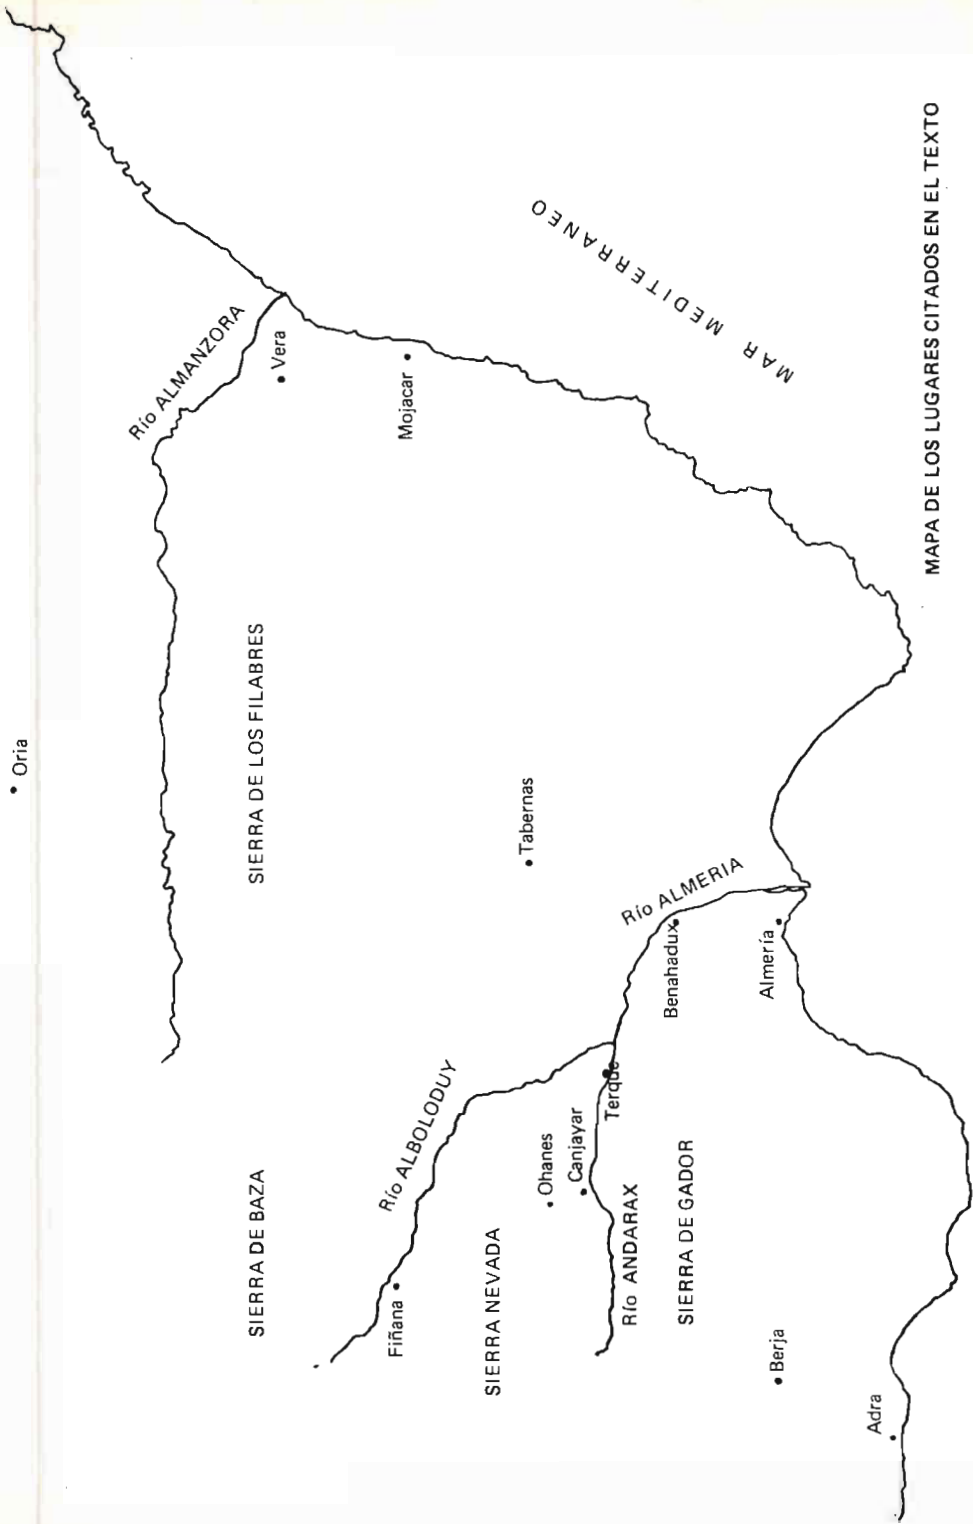 Oria
Río ALMANZORA
Vera
Mojacar
MAR MEDITERRANEO
SIERRA DE LOS FILABRES
SIERRA DE BAZA
Río ALBOLODUY
Fiñana
Tabernas
SIERRA NEVADA
Ohanes
Canjayar
Terque
Río ALMERIA
Benahadux
Río ANDARAX
SIERRA DE GADOR
Almería
Berja
Adra
MAPA DE LOS LUGARES CITADOS EN EL TEXTO